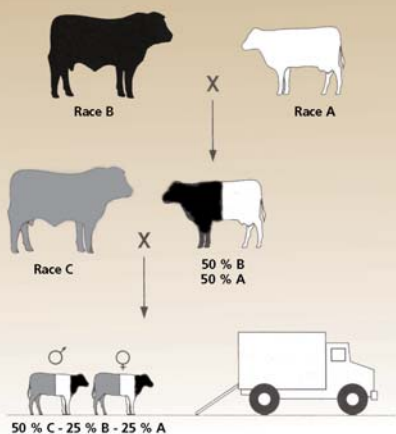 Race B
X
Race A
Race C
X
50 % B
50 % A
♂ ♀
50 % C - 25 % B - 25 % A